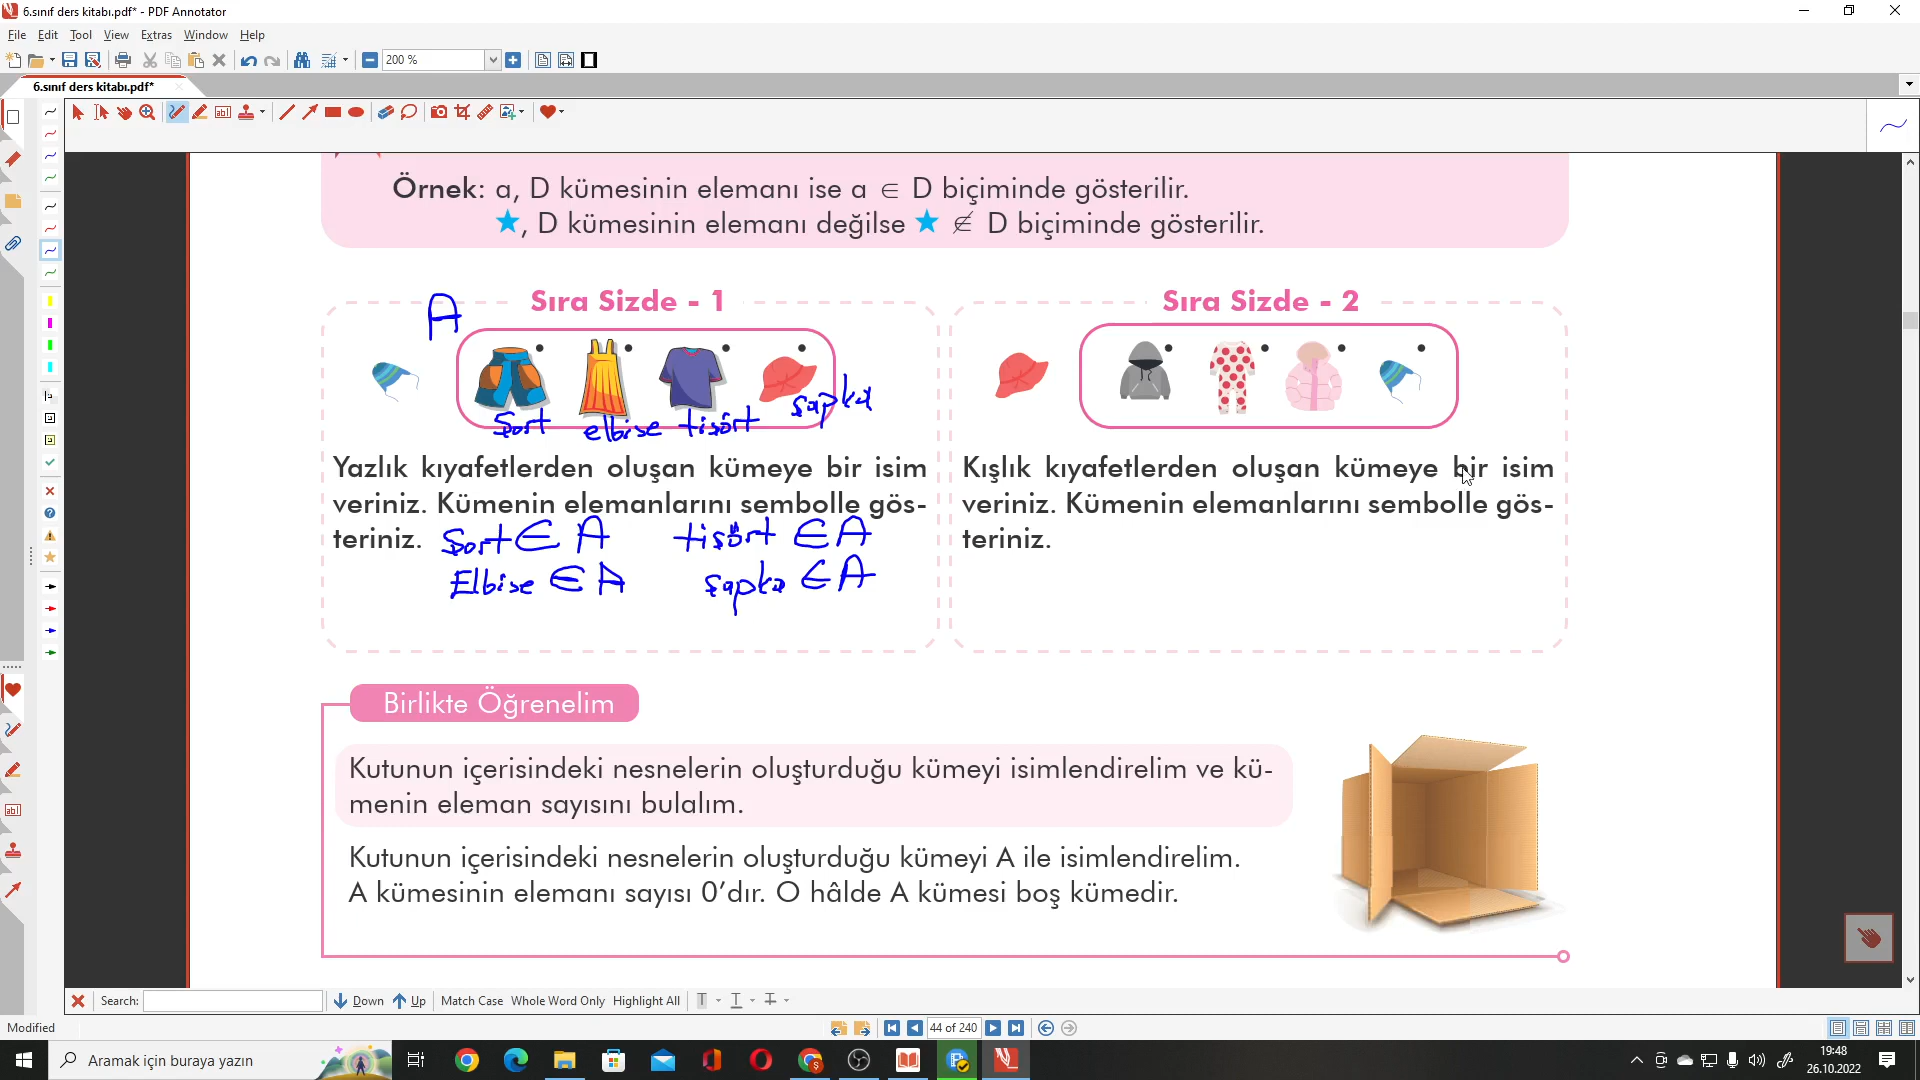 6.sınıf ders kitabı.pdf* - PDF Annotator
File Edit Tool View Extras Window Help
200 %
6.sınıf ders kitabı.pdf*
Örnek: a, D kümesinin elemanı ise a ∈ D biçiminde gösterilir.
★, D kümesinin elemanı değilse ★ ∉ D biçiminde gösterilir.
Sıra Sizde - 1
A
şort elbise tişört şapka
Yazlık kıyafetlerden oluşan kümeye bir isim
veriniz. Kümenin elemanlarını sembolle gös-
teriniz.
Şort ∈ A tişört ∈ A
Elbise ∈ A şapka ∈ A
Sıra Sizde - 2
Kışlık kıyafetlerden oluşan kümeye bir isim
veriniz. Kümenin elemanlarını sembolle gös-
teriniz.
Birlikte Öğrenelim
Kutunun içerisindeki nesnelerin oluşturduğu kümeyi isimlendirelim ve kü-
menin eleman sayısını bulalım.
Kutunun içerisindeki nesnelerin oluşturduğu kümeyi A ile isimlendirelim.
A kümesinin elemanı sayısı 0’dır. O hâlde A kümesi boş kümedir.
Search: Down Up Match Case Whole Word Only Highlight All
Modified 44 of 240
Aramak için buraya yazın
19:48
26.10.2022